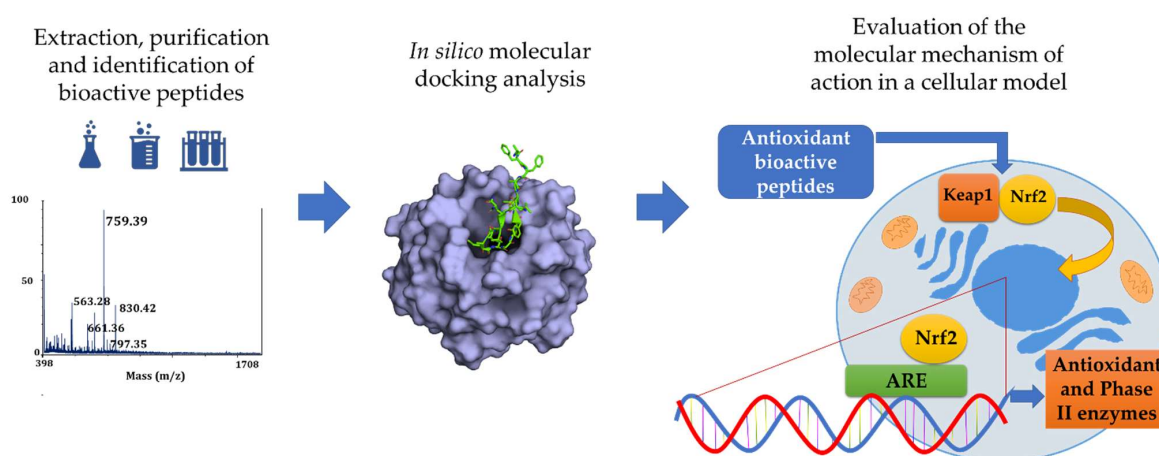 Extraction, purification
and identification of
bioactive peptides
100
50
0
759.39
563.28
830.42
661.36
797.35
398
1708
Mass (m/z)
In silico molecular
docking analysis
Evaluation of the
molecular mechanism of
action in a cellular model
Antioxidant
bioactive
peptides
Keap1
Nrf2
Nrf2
ARE
Antioxidant
and Phase
II enzymes